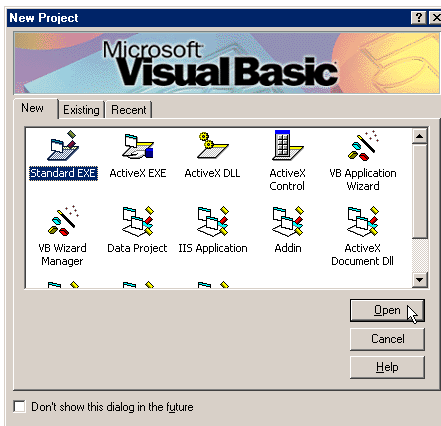 New Project
Microsoft
Visual Basic
New Existing Recent
Standard EXE ActiveX EXE ActiveX DLL ActiveX Control VB Application Wizard
VB Wizard Manager Data Project IIS Application Addin ActiveX Document Dll
Open
Cancel
Help
Don't show this dialog in the future